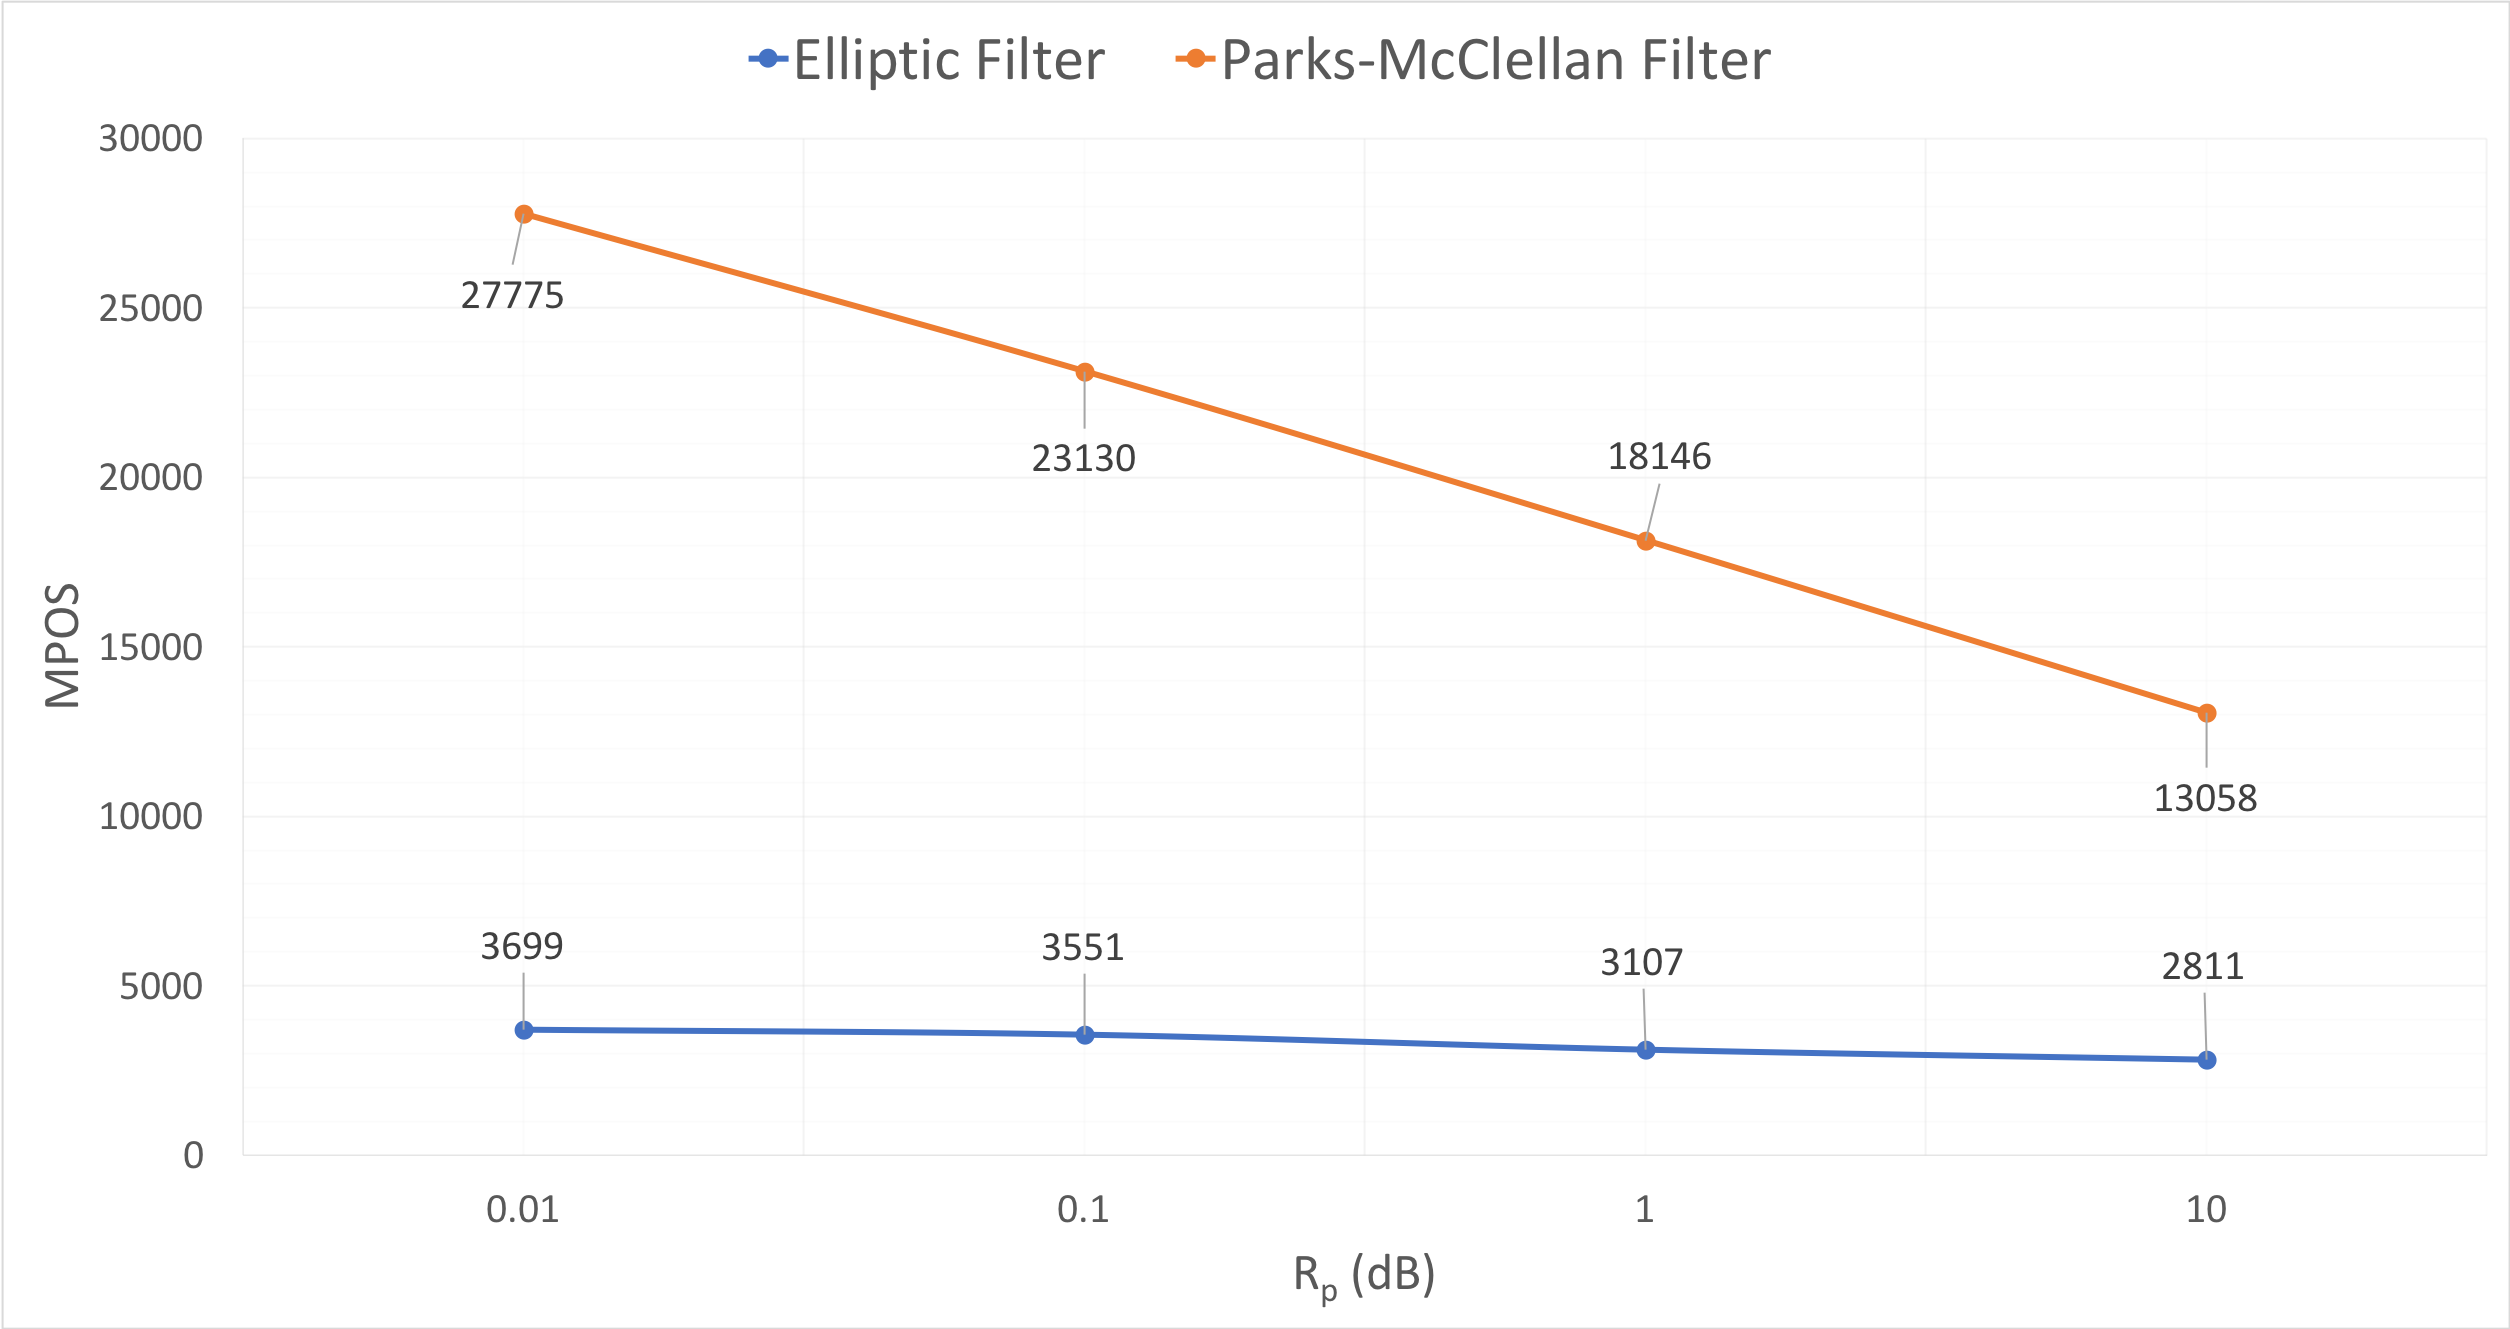 Elliptic Filter Parks-McClellan Filter
30000
27775
25000
23130
20000
18146
MPOS
15000
13058
10000
3699 3551 3107 2811
5000
0
0.01 0.1 1 10
Rp (dB)